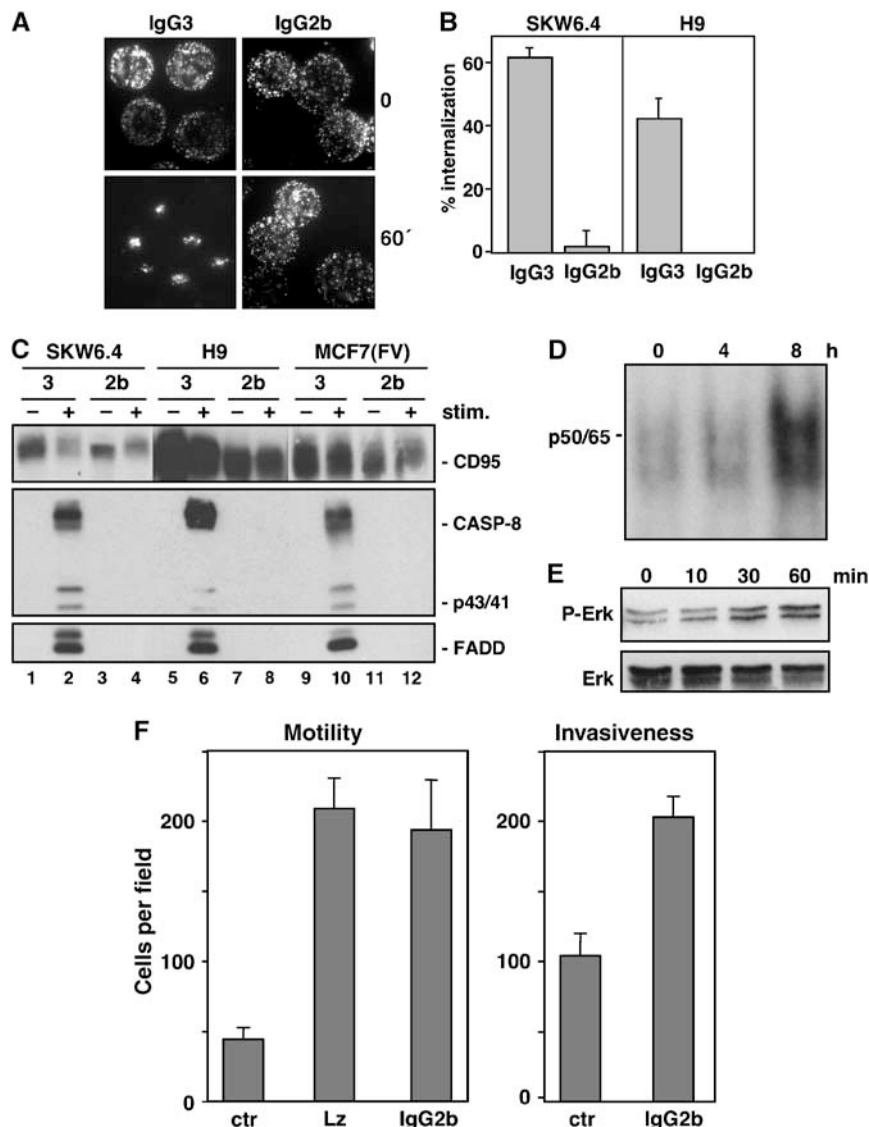 A
IgG3 IgG2b
0
60´
B
SKW6.4 H9
% internalization
60
40
20
0
IgG3 IgG2b IgG3 IgG2b
C
SKW6.4 H9 MCF7(FV)
3 2b 3 2b 3 2b
– + – + – + – + – + – + stim.
- CD95
- CASP-8
- p43/41
- FADD
1 2 3 4 5 6 7 8 9 10 11 12
D
0 4 8 h
p50/65 -
E
0 10 30 60 min
P-Erk
Erk
F
Motility Invasiveness
Cells per field
200
100
0
ctr Lz IgG2b
200
100
0
ctr IgG2b